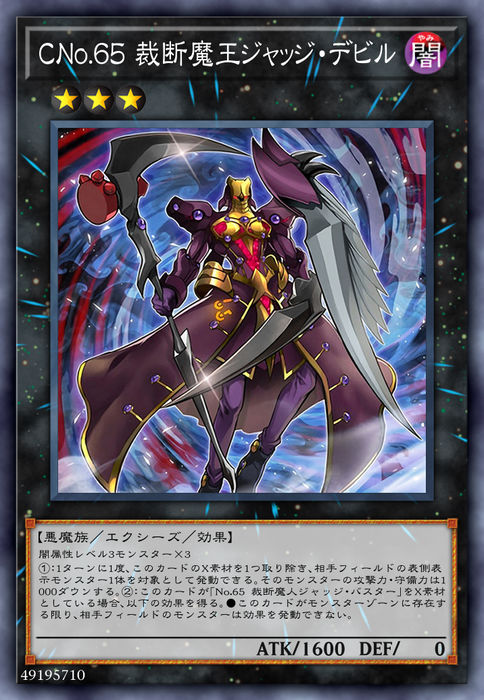 CNo.65 裁断魔王ジャッジ・デビル
やみ
闇
【悪魔族/エクシーズ/効果】
闇属性レベル3モンスター×3
①:1ターンに1度、このカードのX素材を1つ取り除き、相手フィールドの表側表
示モンスター1体を対象として発動できる。そのモンスターの攻撃力・守備力は1
000ダウンする。②:このカードが「No.65 裁断魔人ジャッジ・バスター」をX素材
としている場合、以下の効果を得る。●このカードがモンスターゾーンに存在す
る限り、相手フィールドのモンスターは効果を発動できない。
ATK/1600 DEF/ 0
49195710